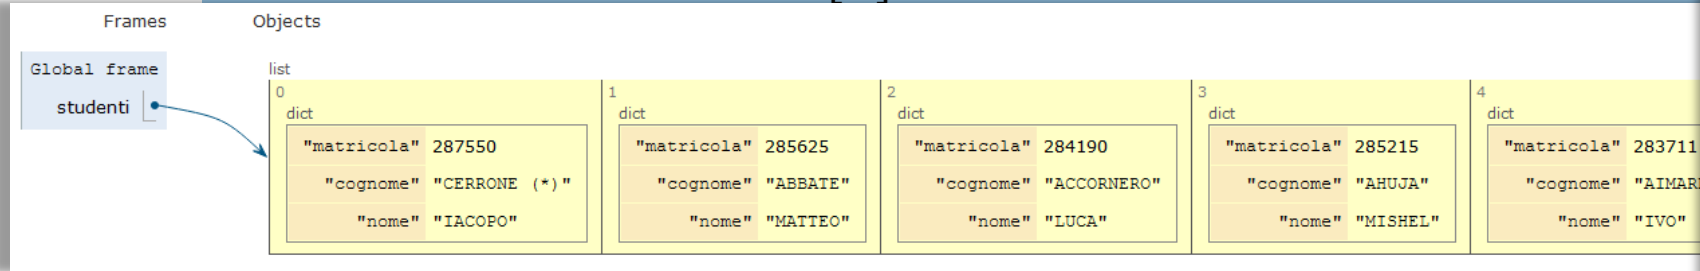 Frames Objects
Global frame
studenti
list
0 1 2 3 4
dict dict dict dict dict
"matricola" 287550 "matricola" 285625 "matricola" 284190 "matricola" 285215 "matricola" 283711
"cognome" "CERRONE (*)" "cognome" "ABBATE" "cognome" "ACCORNERO" "cognome" "AHUJA" "cognome"
"nome" "IACOPO" "nome" "MATTEO" "nome" "LUCA" "nome" "MISHEL" "nome" "IVO"